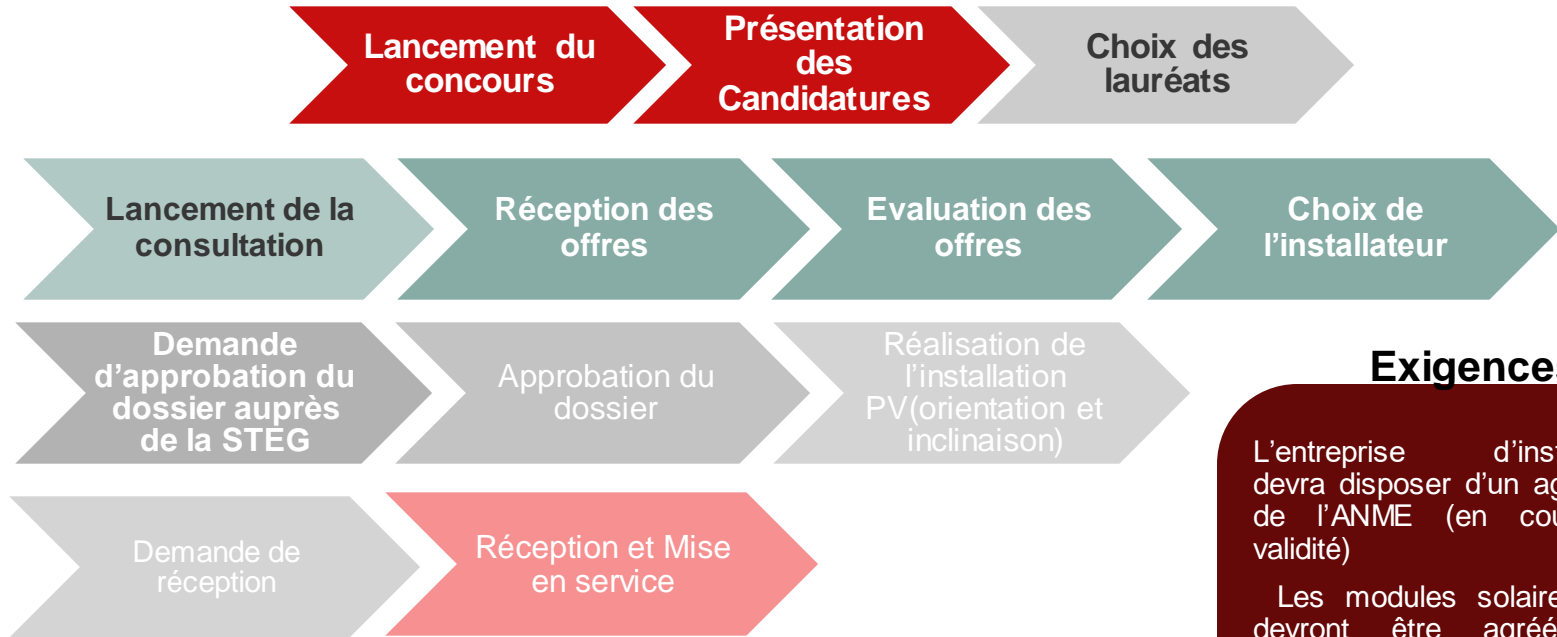 Lancement du
concours
Présentation
des
Candidatures
Choix des
lauréats
Lancement de la
consultation
Réception des
offres
Evaluation des
offres
Choix de
l’installateur
Demande
d’approbation du
dossier auprès
de la STEG
Approbation du
dossier
Réalisation de
l’installation
PV(orientation et
inclinaison)
Demande de
réception
Réception et Mise
en service
Exigences
L’entreprise
devra disposer d’un
de l’ANME (en
validité)
Les modules
devront être